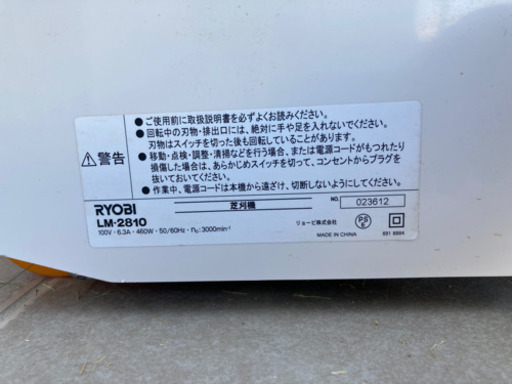 ⚠警告
●ご使用前に取扱説明書を必ずよくお読みください。
●回転中の刃物・排出口には、絶対に手や足を入れないでください。
刃物はスイッチを切った後も回転しています。
●移動・点検・調整・清掃などを行う場合、または電源コードがもつれたり
損傷した場合は、あらかじめスイッチを切って、コンセントからプラグ
を抜いておいてください。
●作業中、電源コードは本機から遠ざけ、切断しないようにしてください。
RYOBI 芝刈機 NO. 023612
LM-2810 リョービ株式会社 PSE
100V・6.3A・460W・50/60Hz・n₀:3000min⁻¹ MADE IN CHINA